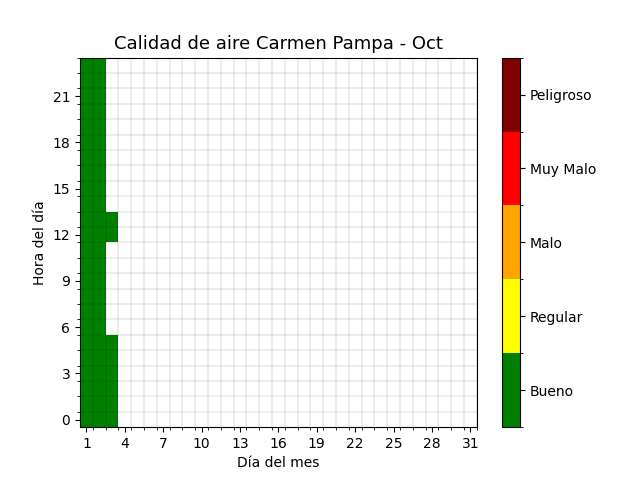 Calidad de aire Carmen Pampa - Oct
Hora del día
21
18
15
12
9
6
3
0
1 4 7 10 13 16 19 22 25 28 31
Día del mes
Peligroso
Muy Malo
Malo
Regular
Bueno